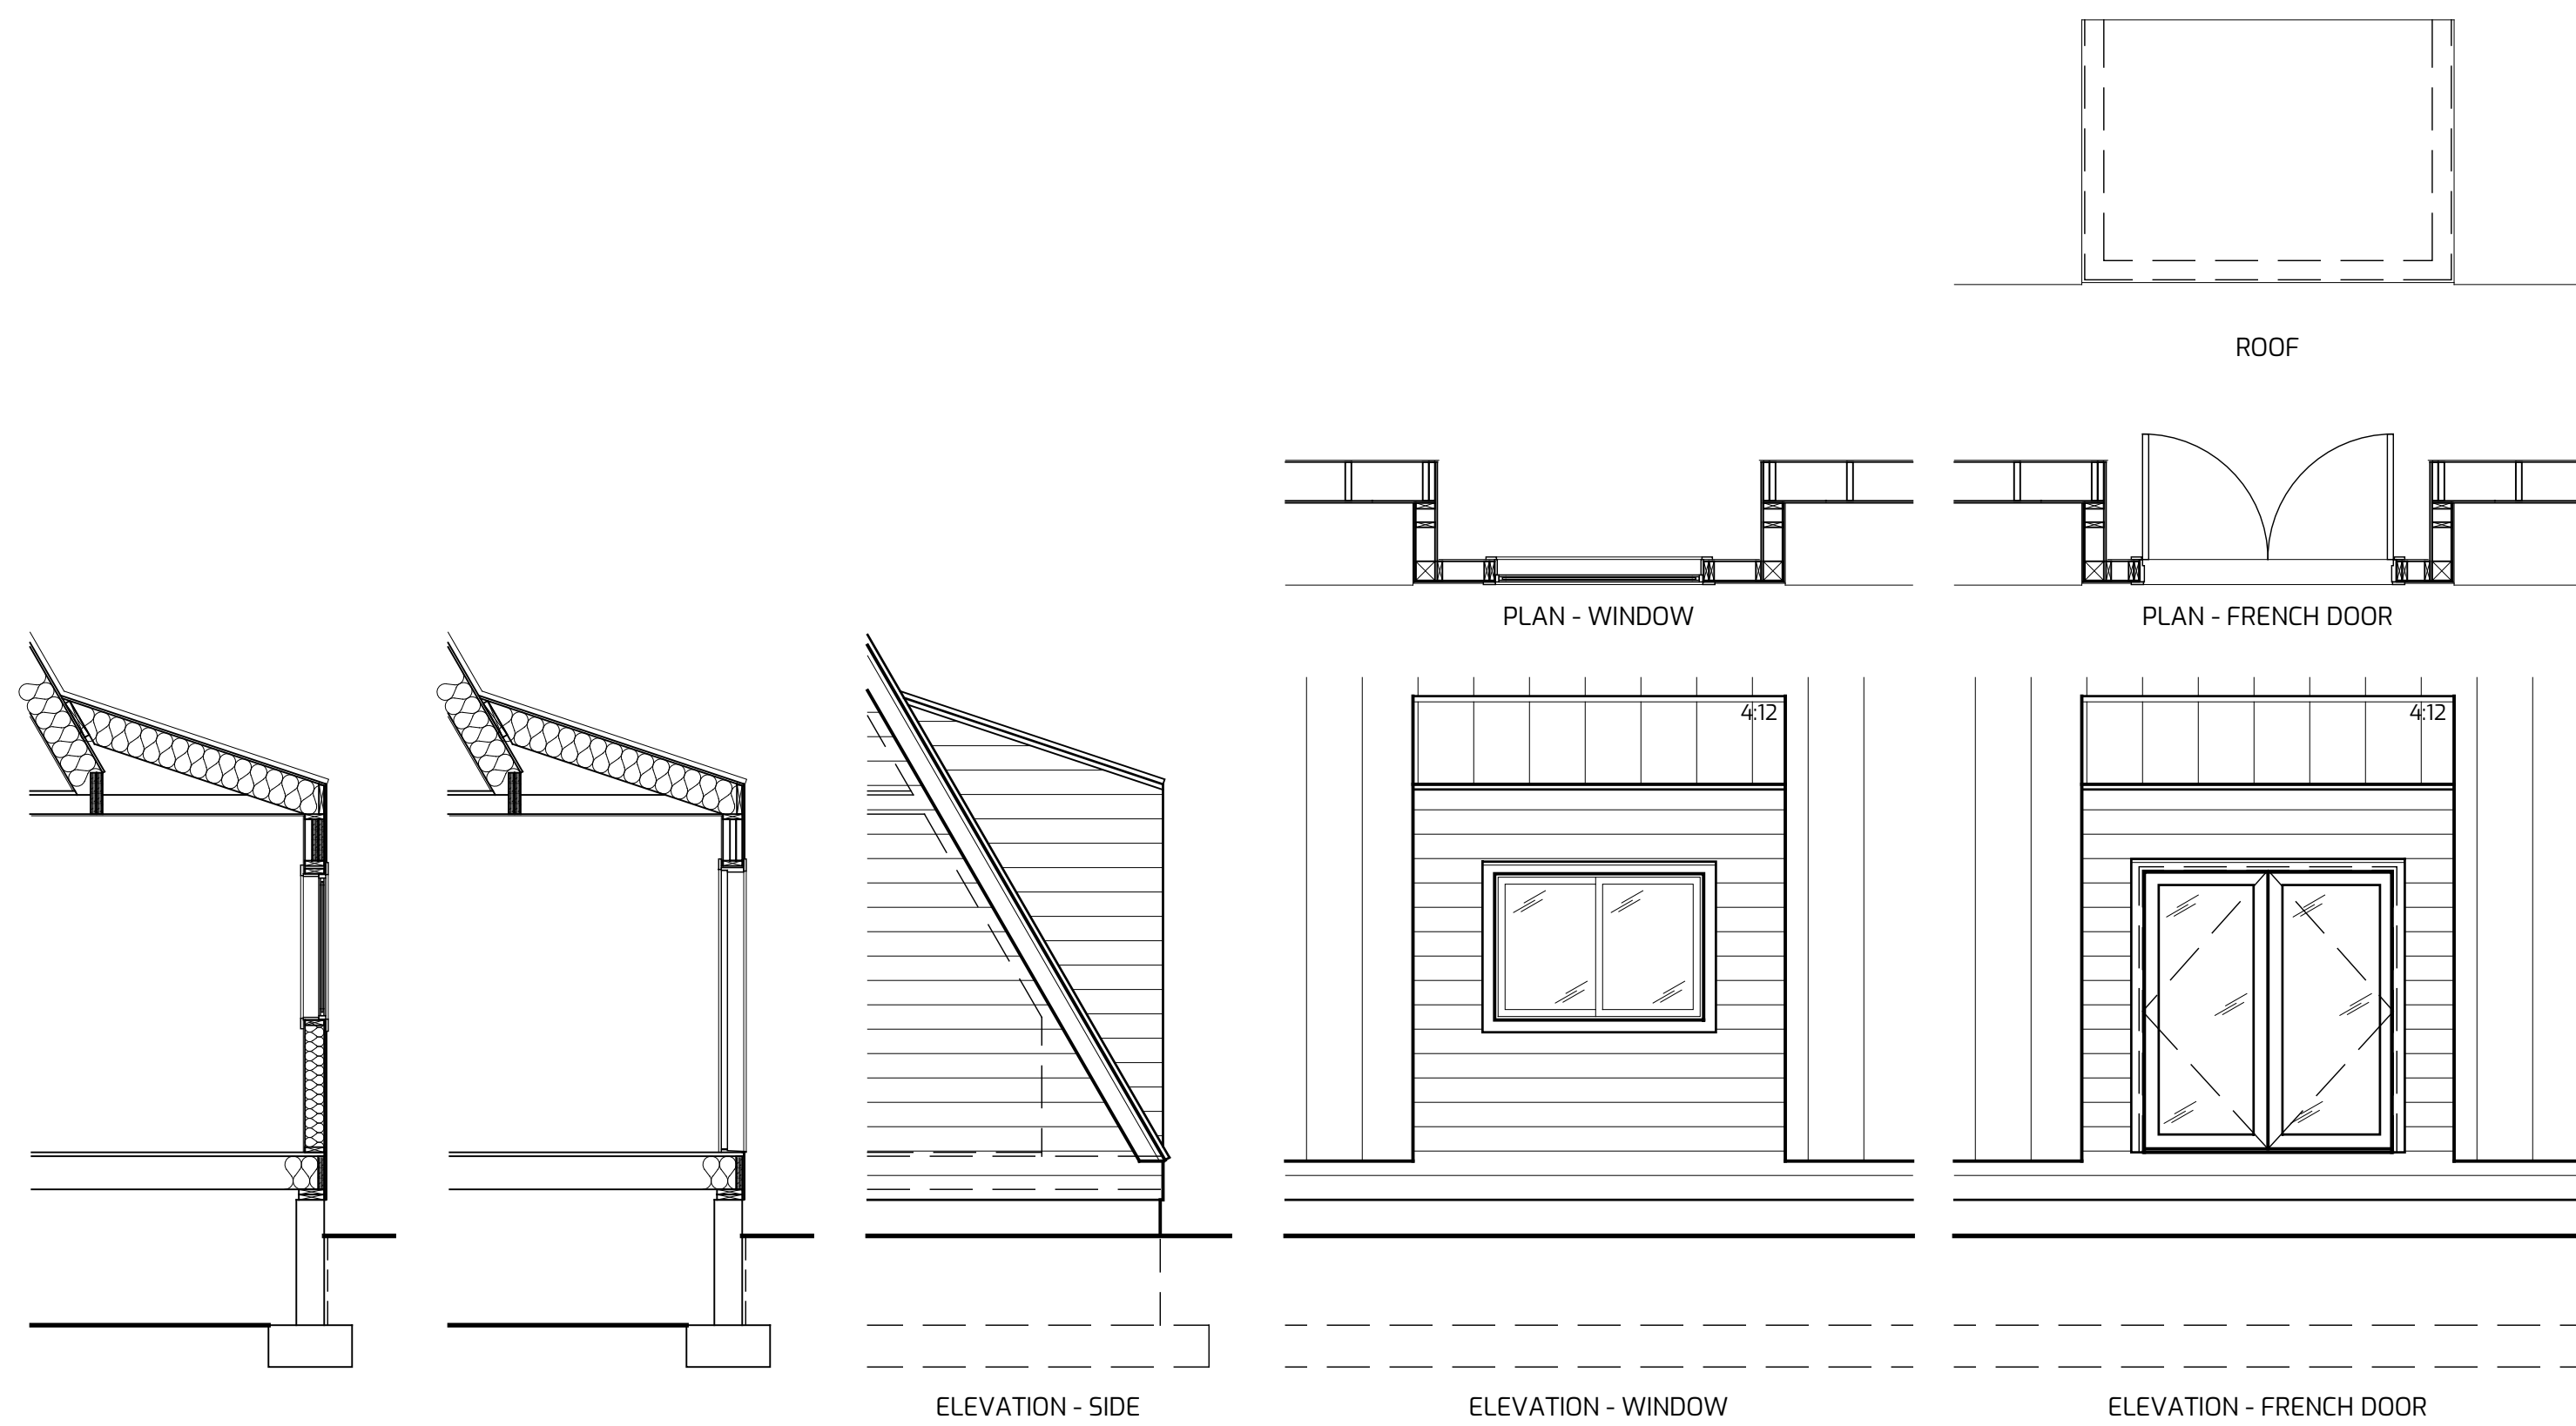 ROOF
PLAN - WINDOW
PLAN - FRENCH DOOR
4:12
4:12
ELEVATION - SIDE
ELEVATION - WINDOW
ELEVATION - FRENCH DOOR